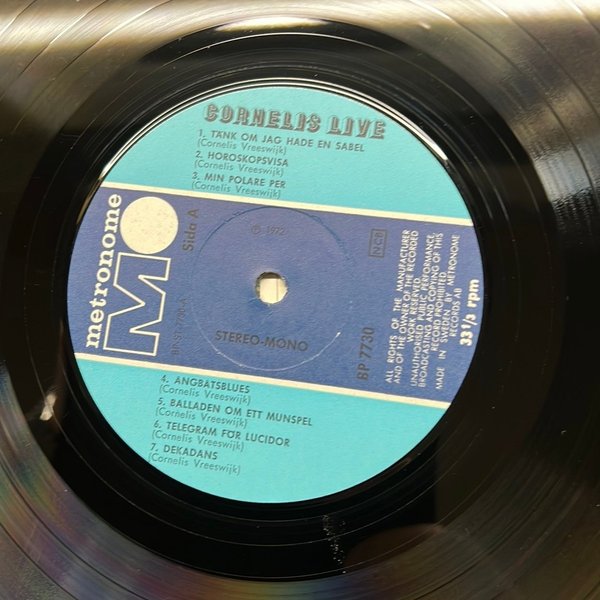 CORNELIS LIVE
1. TÄNK OM JAG HADE EN SABEL
(Cornelis Vreeswijk)
2. HOROSKOPSVISA
(Cornelis Vreeswijk)
3. MIN POLARE PER
(Cornelis Vreeswijk)
metronome
M
Sida A
℗ 1972
NCB
STEREO-MONO
BP 7730
ALL RIGHTS OF THE MANUFACTURER
AND OF THE OWNER OF THE RECORDED
WORK RESERVED
UNAUTHORISED PUBLIC PERFORMANCE
BROADCASTING AND COPYING OF THIS
RECORD PROHIBITED
MADE IN SWEDEN BY METRONOME
RECORDS AB
33 1/3 rpm
4. ÅNGBÅTSBLUES
(Cornelis Vreeswijk)
5. BALLADEN OM ETT MUNSPEL
(Cornelis Vreeswijk)
6. TELEGRAM FÖR LUCIDOR
(Cornelis Vreeswijk)
7. DEKADANS
(Cornelis Vreeswijk)